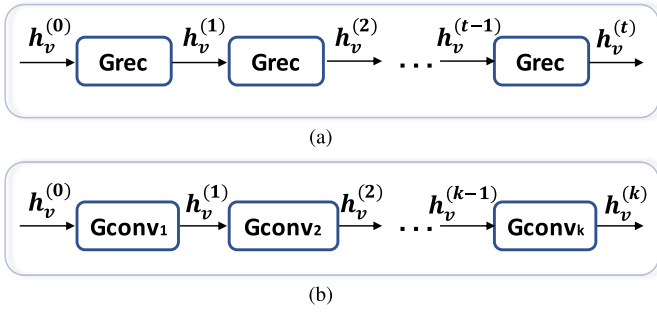 h_v^(0) h_v^(1) h_v^(2) h_v^(t−1) h_v^(t)
Grec Grec ... Grec
(a)
h_v^(0) h_v^(1) h_v^(2) h_v^(k−1) h_v^(k)
Gconv₁ Gconv₂ ... Gconvₖ
(b)